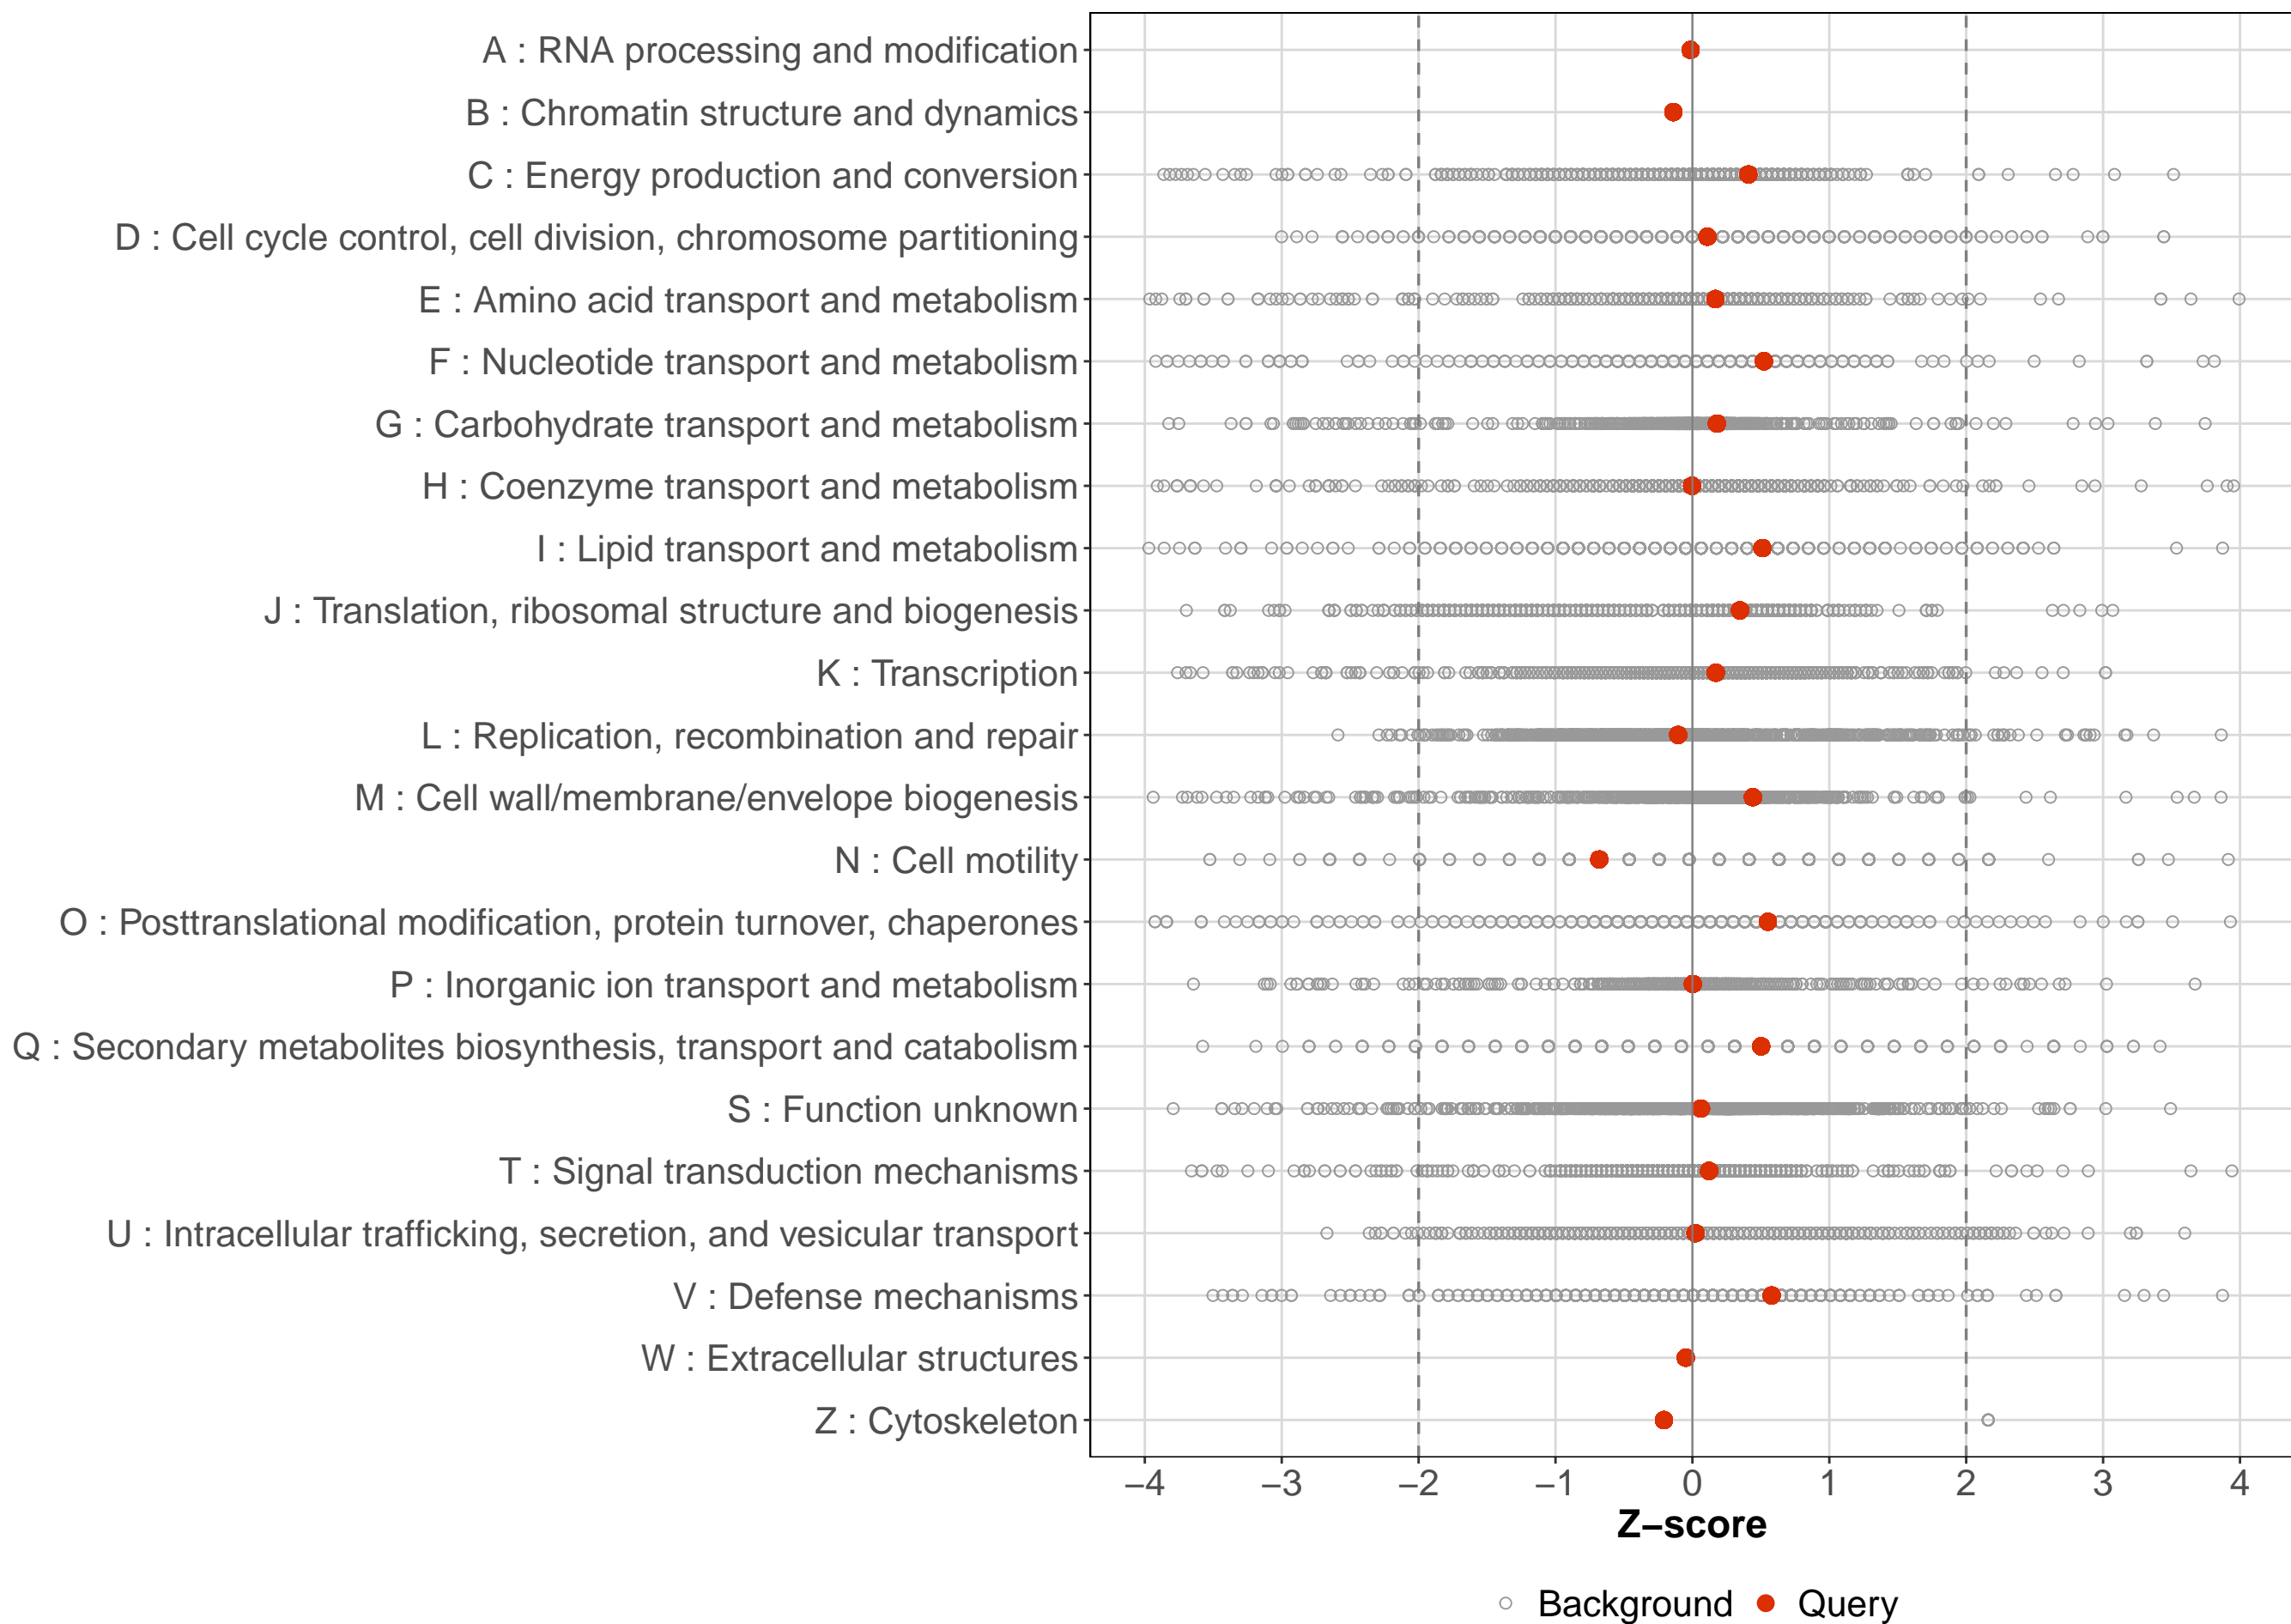 A : RNA processing and modification
B : Chromatin structure and dynamics
C : Energy production and conversion
D : Cell cycle control, cell division, chromosome partitioning
E : Amino acid transport and metabolism
F : Nucleotide transport and metabolism
G : Carbohydrate transport and metabolism
H : Coenzyme transport and metabolism
I : Lipid transport and metabolism
J : Translation, ribosomal structure and biogenesis
K : Transcription
L : Replication, recombination and repair
M : Cell wall/membrane/envelope biogenesis
N : Cell motility
O : Posttranslational modification, protein turnover, chaperones
P : Inorganic ion transport and metabolism
Q : Secondary metabolites biosynthesis, transport and catabolism
S : Function unknown
T : Signal transduction mechanisms
U : Intracellular trafficking, secretion, and vesicular transport
V : Defense mechanisms
W : Extracellular structures
Z : Cytoskeleton
−4 −3 −2 −1 0 1 2 3 4
Z−score
Background Query